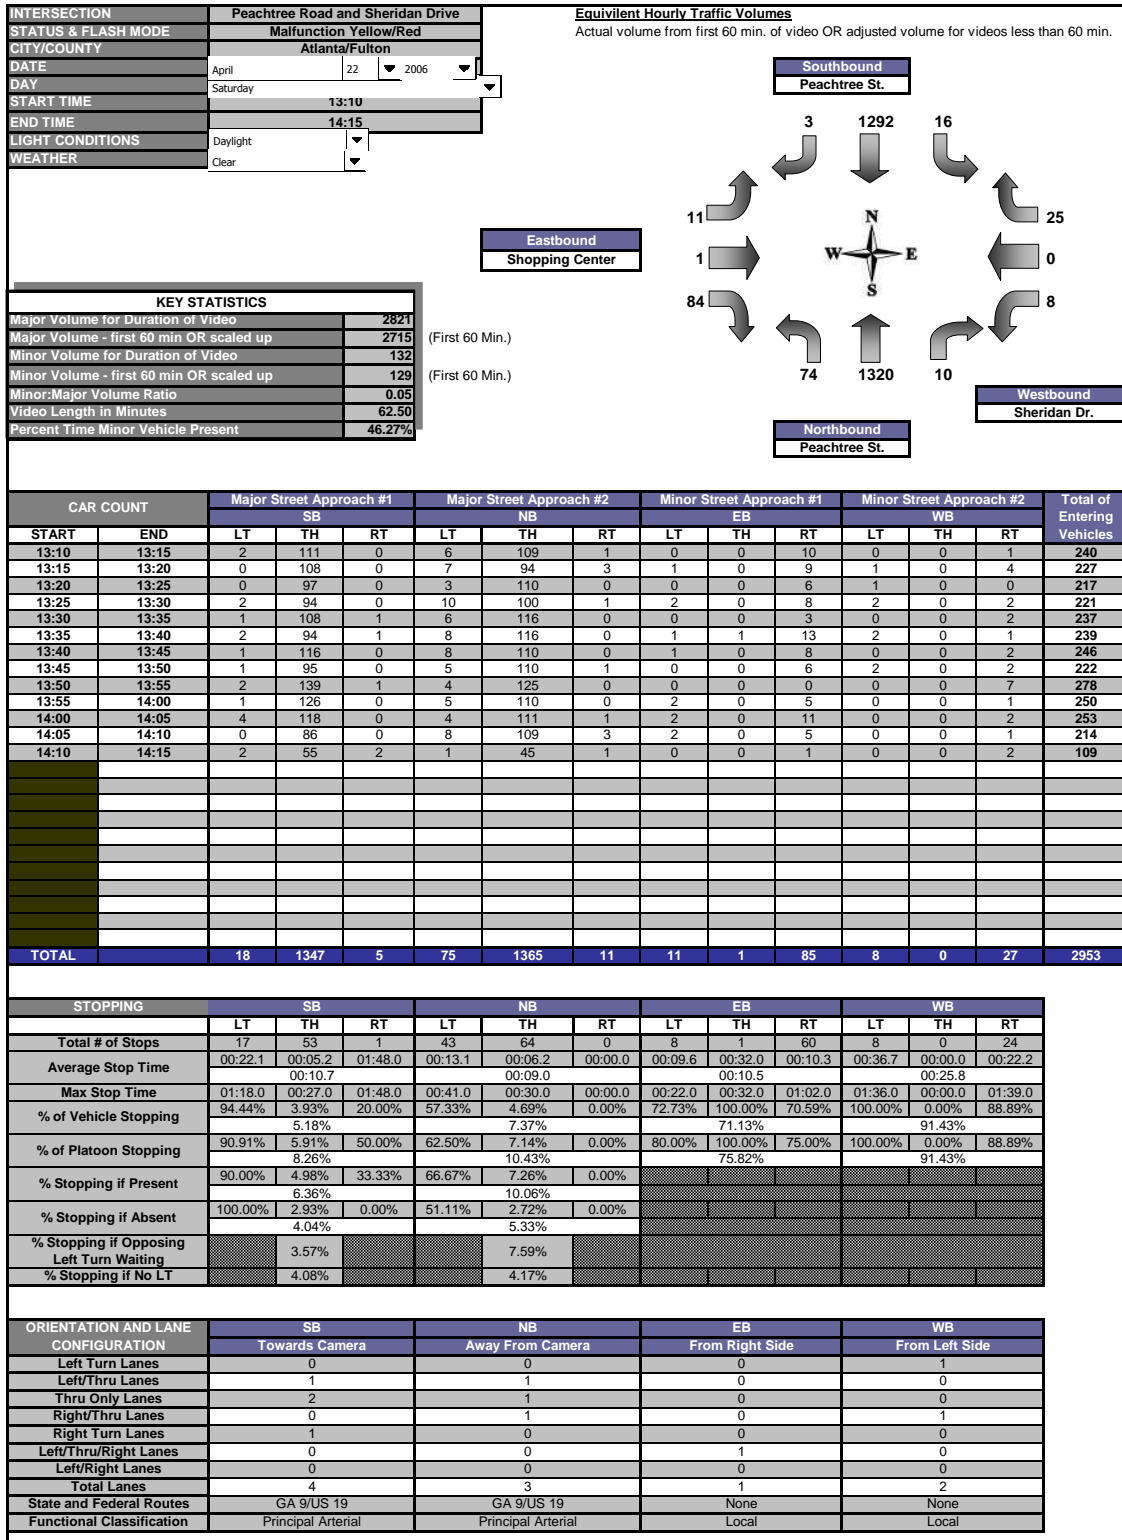 INTERSECTION Peachtree Road and Sheridan Drive
STATUS & FLASH MODE Malfunction Yellow/Red
CITY/COUNTY Atlanta/Fulton
DATE April 22 2006
DAY Saturday
START TIME 13:10
END TIME 14:15
LIGHT CONDITIONS Daylight
WEATHER Clear
Equivilent Hourly Traffic Volumes
Actual volume from first 60 min. of video OR adjusted volume for videos less than 60 min.
Southbound
Peachtree St.
3 1292 16
11 N 25
Eastbound
Shopping Center
1 W E 0
84 S 8
74 1320 10
Westbound
Sheridan Dr.
Northbound
Peachtree St.
KEY STATISTICS
Major Volume for Duration of Video 2821
Major Volume - first 60 min OR scaled up 2715 (First 60 Min.)
Minor Volume for Duration of Video 132
Minor Volume - first 60 min OR scaled up 129 (First 60 Min.)
Minor:Major Volume Ratio 0.05
Video Length in Minutes 62.50
Percent Time Minor Vehicle Present 46.27%
CAR COUNT Major Street Approach #1 Major Street Approach #2 Minor Street Approach #1 Minor Street Approach #2 Total of
SB NB EB WB Entering
START END LT TH RT LT TH RT LT TH RT LT TH RT Vehicles
13:10 13:15 2 111 0 6 109 1 0 0 10 0 0 1 240
13:15 13:20 0 108 0 7 94 3 1 0 9 1 0 4 227
13:20 13:25 0 97 0 3 110 0 0 0 6 1 0 0 217
13:25 13:30 2 94 0 10 100 1 2 0 8 2 0 2 221
13:30 13:35 1 108 1 6 116 0 0 0 3 0 0 2 237
13:35 13:40 2 94 1 8 116 0 1 1 13 2 0 1 239
13:40 13:45 1 116 0 8 110 0 1 0 8 0 0 2 246
13:45 13:50 1 95 0 5 110 1 0 0 6 2 0 2 222
13:50 13:55 2 139 1 4 125 0 0 0 0 0 0 7 278
13:55 14:00 1 126 0 5 110 0 2 0 5 0 0 1 250
14:00 14:05 4 118 0 4 111 1 2 0 11 0 0 2 253
14:05 14:10 0 86 0 8 109 3 2 0 5 0 0 1 214
14:10 14:15 2 55 2 1 45 1 0 0 1 0 0 2 109
TOTAL 18 1347 5 75 1365 11 11 1 85 8 0 27 2953
STOPPING SB NB EB WB
LT TH RT LT TH RT LT TH RT LT TH RT
Total # of Stops 17 53 1 43 64 0 8 1 60 8 0 24
Average Stop Time 00:22.1 00:05.2 01:48.0 00:13.1 00:06.2 00:00.0 00:09.6 00:32.0 00:10.3 00:36.7 00:00.0 00:22.2
00:10.7 00:09.0 00:10.5 00:25.8
Max Stop Time 01:18.0 00:27.0 01:48.0 00:41.0 00:30.0 00:00.0 00:22.0 00:32.0 01:02.0 01:36.0 00:00.0 01:39.0
% of Vehicle Stopping 94.44% 3.93% 20.00% 57.33% 4.69% 0.00% 72.73% 100.00% 70.59% 100.00% 0.00% 88.89%
5.18% 7.37% 71.13% 91.43%
% of Platoon Stopping 90.91% 5.91% 50.00% 62.50% 7.14% 0.00% 80.00% 100.00% 75.00% 100.00% 0.00% 88.89%
8.26% 10.43% 75.82% 91.43%
% Stopping if Present 90.00% 4.98% 33.33% 66.67% 7.26% 0.00%
6.36% 10.06%
% Stopping if Absent 100.00% 2.93% 0.00% 51.11% 2.72% 0.00%
4.04% 5.33%
% Stopping if Opposing
Left Turn Waiting 3.57% 7.59%
% Stopping if No LT 4.08% 4.17%
ORIENTATION AND LANE SB NB EB WB
CONFIGURATION Towards Camera Away From Camera From Right Side From Left Side
Left Turn Lanes 0 0 0 1
Left/Thru Lanes 1 1 0 0
Thru Only Lanes 2 1 0 0
Right/Thru Lanes 0 1 0 1
Right Turn Lanes 1 0 0 0
Left/Thru/Right Lanes 0 0 1 0
Left/Right Lanes 0 0 0 0
Total Lanes 4 3 1 2
State and Federal Routes GA 9/US 19 GA 9/US 19 None None
Functional Classification Principal Arterial Principal Arterial Local Local